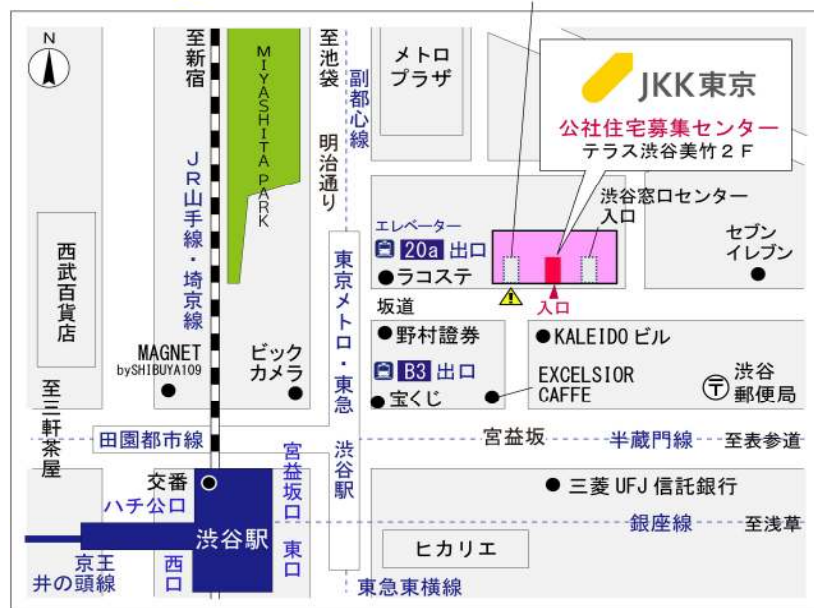 N
至新宿
MIYASHITA PARK
至池袋
明治通り
副都心線
メトロ
プラザ
JKK東京
公社住宅募集センター
テラス渋谷美竹2F
渋谷窓口センター
入口
JR山手線・埼京線
西武百貨店
エレベーター
20a 出口
ラコステ
セブン
イレブン
入口
坂道
東京メトロ・東急
渋谷駅
野村證券
KALEIDO ビル
MAGNET
bySHIBUYA109
ビック
カメラ
B3 出口
宝くじ
EXCELSIOR
CAFFE
〒
渋谷
郵便局
至三軒茶屋
田園都市線
宮益坂
半蔵門線
至表参道
交番
ハチ公口
宮益坂口
三菱 UFJ 信託銀行
渋谷駅
銀座線
至浅草
京王
井の頭線
西口
東口
ヒカリエ
東急東横線